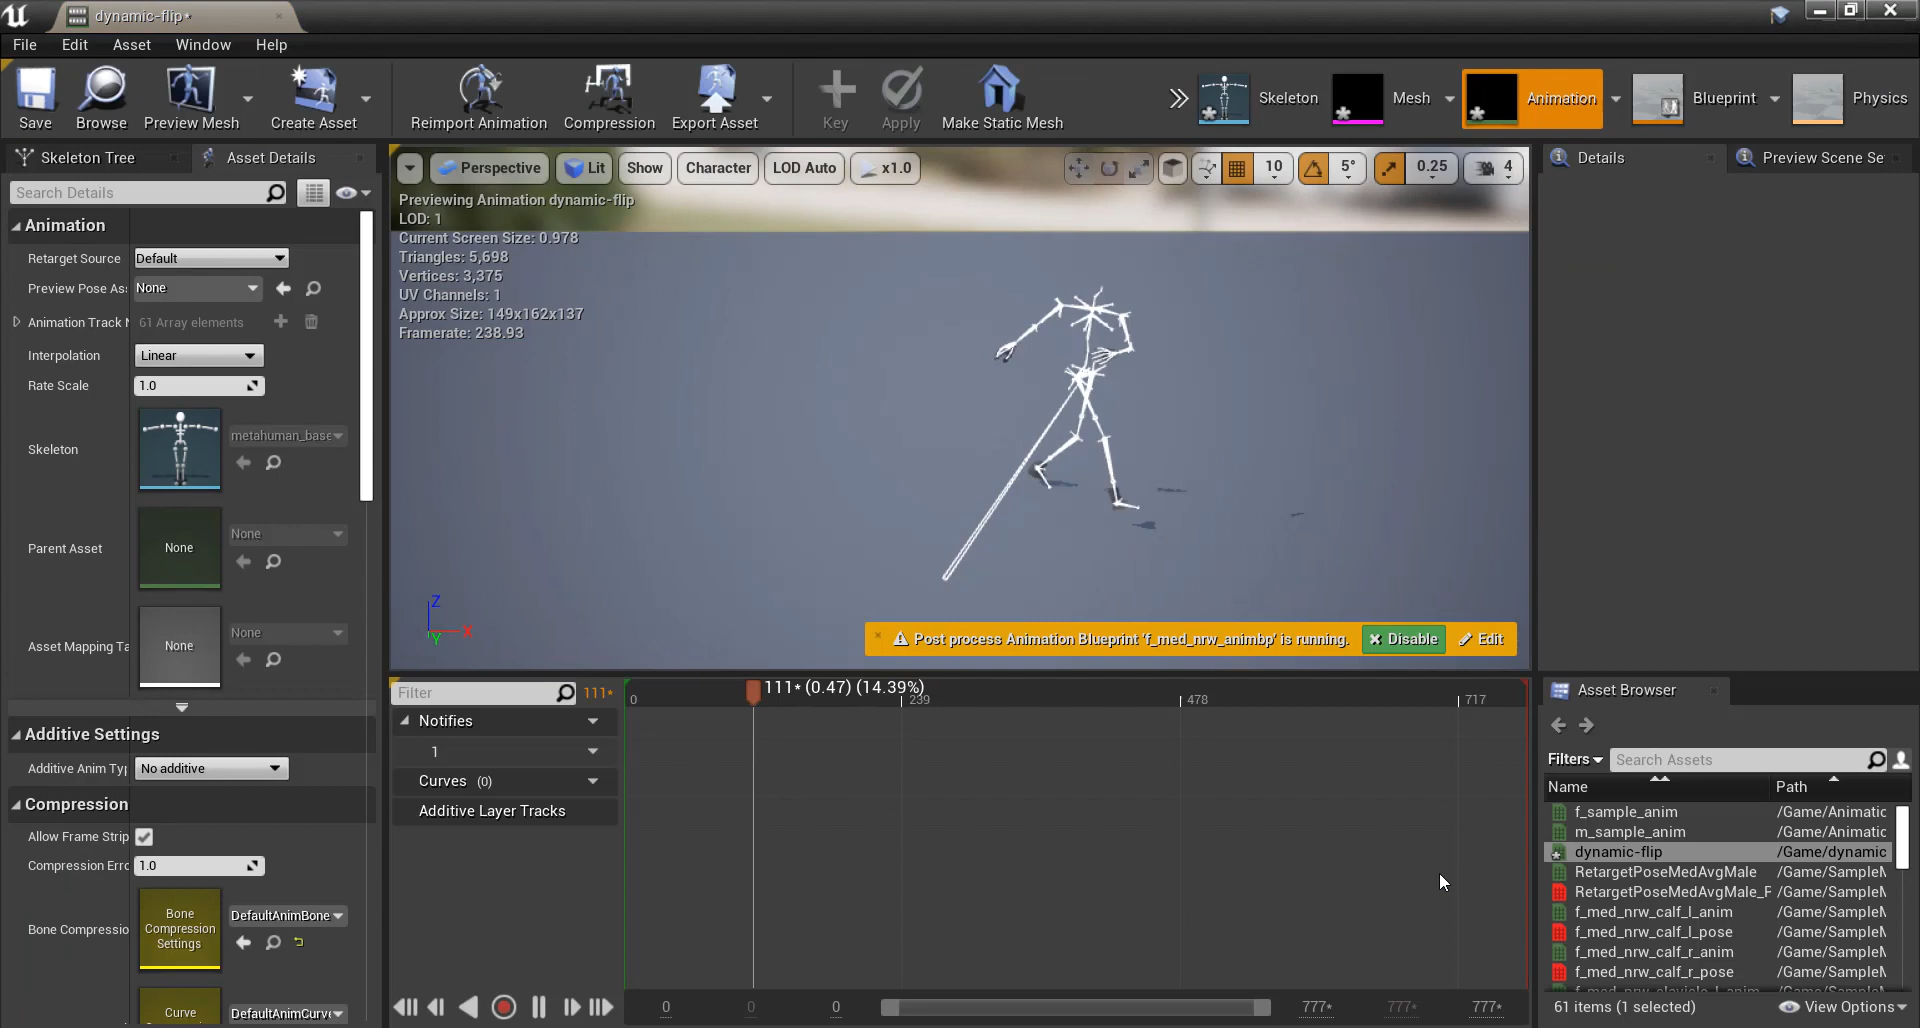 dynamic-flip*
File Edit Asset Window Help
Save Browse Preview Mesh Create Asset Reimport Animation Compression Export Asset Key Apply Make Static Mesh Skeleton Mesh Animation Blueprint Physics
Skeleton Tree Asset Details
Search Details
Animation
Retarget Source Default
Preview Pose As: None
Animation Track N 61 Array elements
Interpolation Linear
Rate Scale 1.0
Skeleton metahuman_base
Parent Asset None None
Asset Mapping Ta None None
Additive Settings
Additive Anim Typ No additive
Compression
Allow Frame Strip
Compression Erro 1.0
Bone Compressio Bone Compression Settings DefaultAnimBone
Curve DefaultAnimCurve
Perspective Lit Show Character LOD Auto x1.0 10 5° 0.25 4
Previewing Animation dynamic-flip
LOD: 1
Current Screen Size: 0.978
Triangles: 5,698
Vertices: 3,375
UV Channels: 1
Approx Size: 149x162x137
Framerate: 238.93
Z
Y X
Post process Animation Blueprint 'f_med_nrw_animbp' is running. Disable Edit
Filter 111* 111* (0.47) (14.39%)
0 239 478 717
Notifies
1
Curves (0)
Additive Layer Tracks
0 0 0 777* 777* 777*
Details Preview Scene Se
Asset Browser
Filters Search Assets
Name Path
f_sample_anim /Game/Animatic
m_sample_anim /Game/Animatic
dynamic-flip /Game/dynamic
RetargetPoseMedAvgMale /Game/SampleM
RetargetPoseMedAvgMale_F /Game/SampleM
f_med_nrw_calf_l_anim /Game/SampleM
f_med_nrw_calf_l_pose /Game/SampleM
f_med_nrw_calf_r_anim /Game/SampleM
f_med_nrw_calf_r_pose /Game/SampleM
61 items (1 selected) View Options